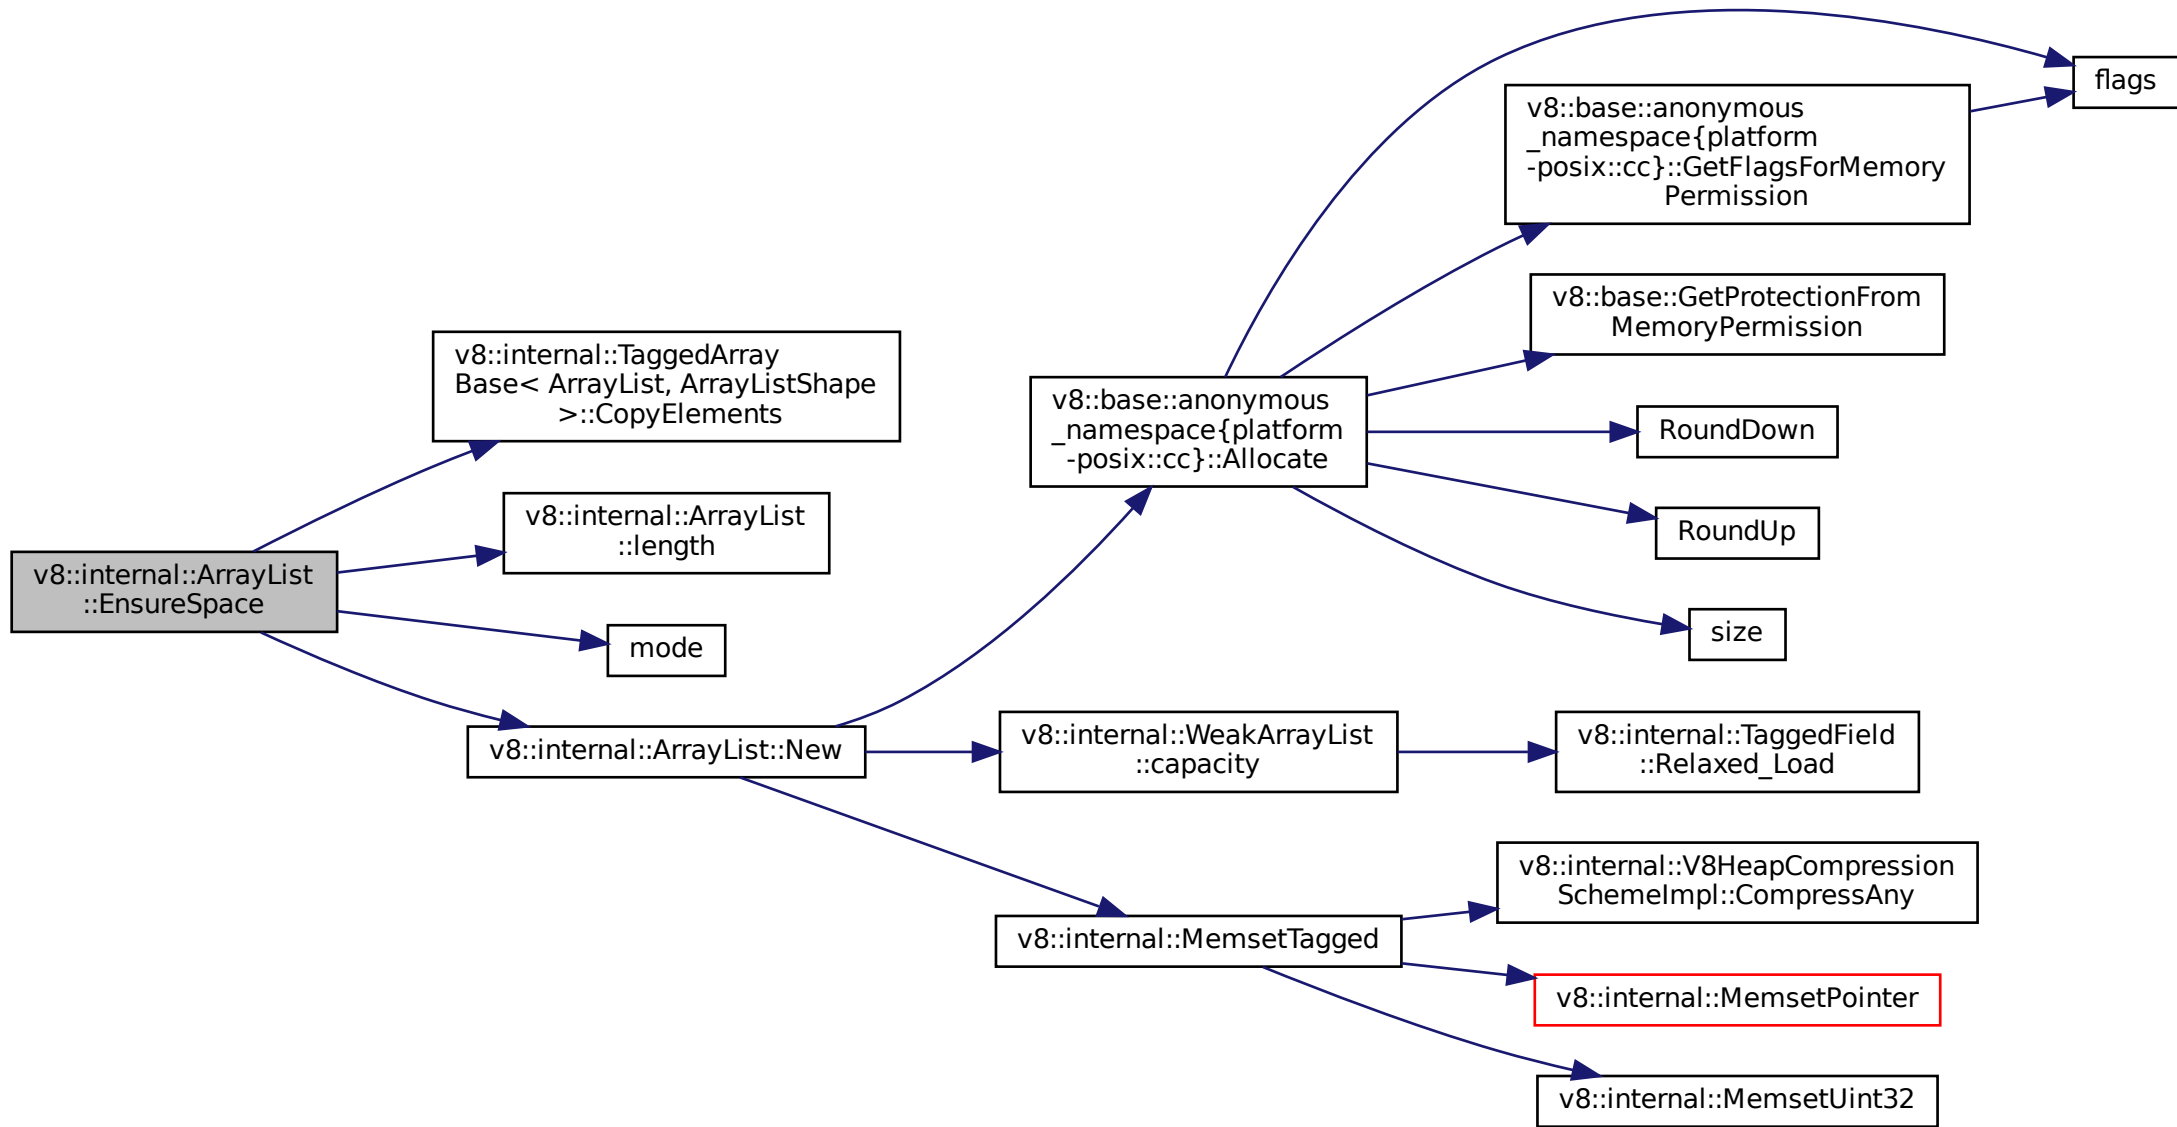 v8::internal::ArrayList
::EnsureSpace
v8::internal::TaggedArray
Base< ArrayList, ArrayListShape
>::CopyElements
v8::internal::ArrayList
::length
mode
v8::internal::ArrayList::New
v8::base::anonymous
_namespace{platform
-posix::cc}::Allocate
flags
v8::base::anonymous
_namespace{platform
-posix::cc}::GetFlagsForMemory
Permission
v8::base::GetProtectionFrom
MemoryPermission
RoundDown
RoundUp
size
v8::internal::WeakArrayList
::capacity
v8::internal::TaggedField
::Relaxed_Load
v8::internal::MemsetTagged
v8::internal::V8HeapCompression
SchemeImpl::CompressAny
v8::internal::MemsetPointer
v8::internal::MemsetUint32